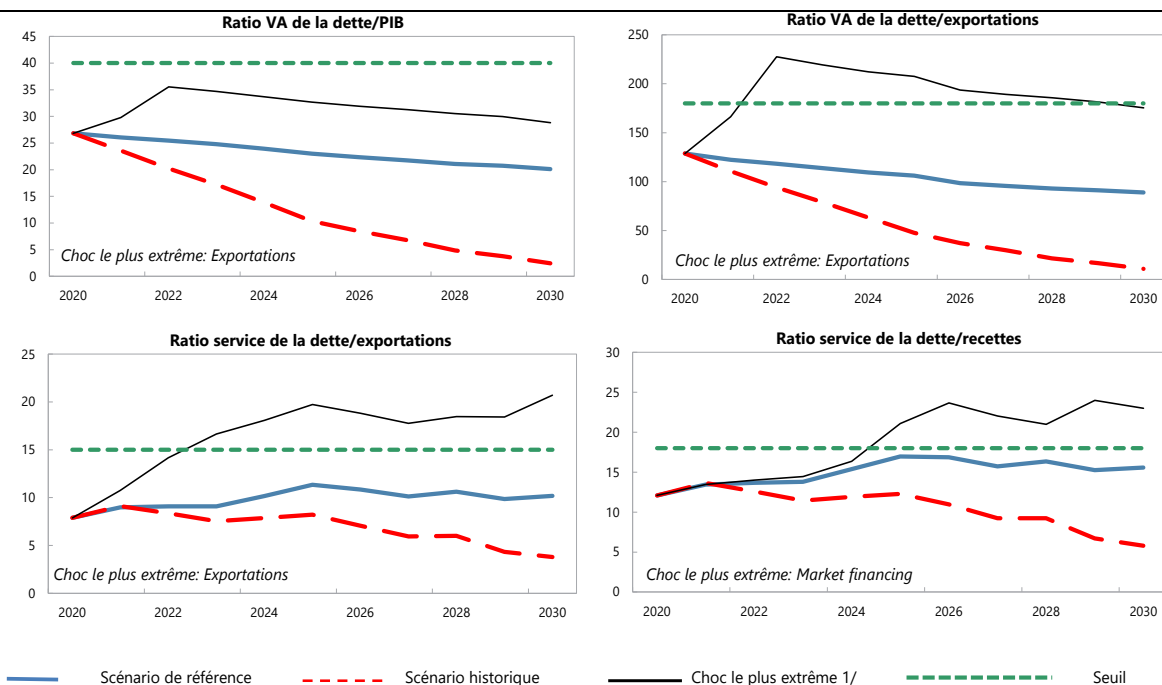 Ratio VA de la dette/PIB
45
40
35
30
25
20
15
10
5
0
Choc le plus extrême: Exportations
2020 2022 2024 2026 2028 2030
Ratio VA de la dette/exportations
250
200
150
100
50
0
Choc le plus extrême: Exportations
2020 2022 2024 2026 2028 2030
Ratio service de la dette/exportations
25
20
15
10
5
0
Choc le plus extrême: Exportations
2020 2022 2024 2026 2028 2030
Ratio service de la dette/recettes
30
25
20
15
10
5
0
Choc le plus extrême: Market financing
2020 2022 2024 2026 2028 2030
Scénario de référence Scénario historique Choc le plus extrême 1/ Seuil